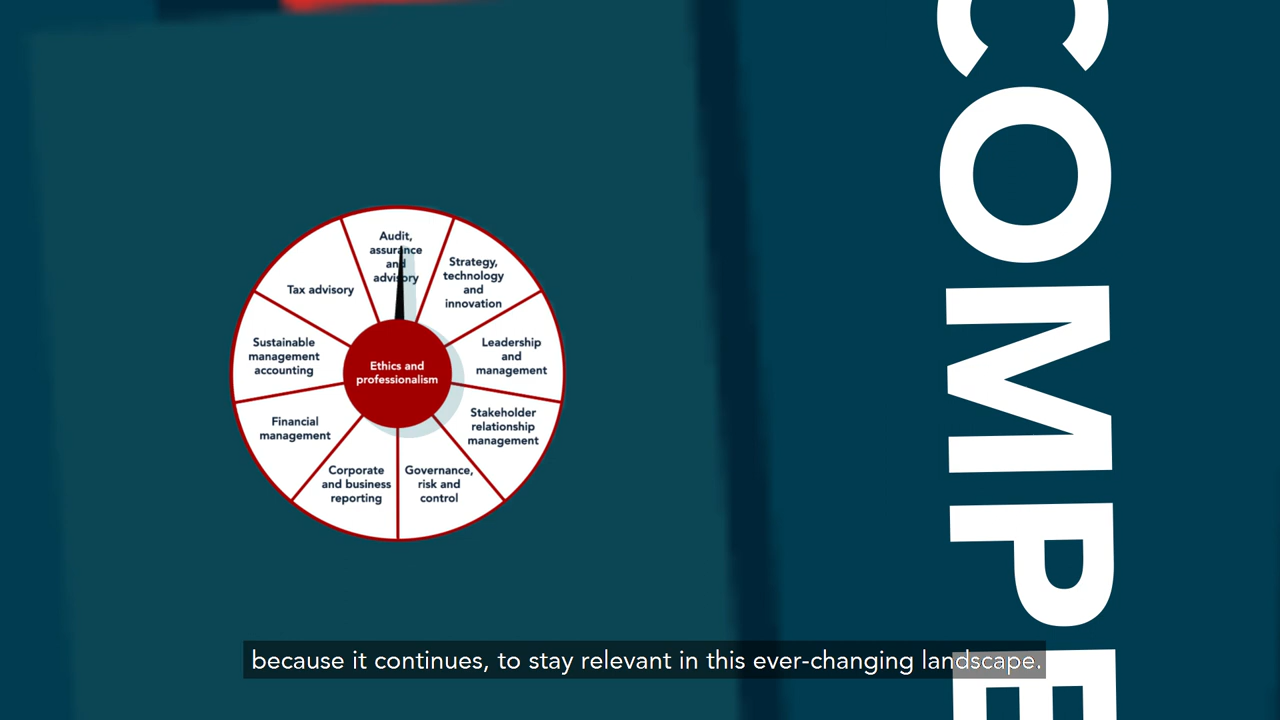 Audit,
assurance
and
advisory
Strategy,
technology
and
innovation
Leadership
and
management
Stakeholder
relationship
management
Governance,
risk and
control
Corporate
and business
reporting
Financial
management
Sustainable
management
accounting
Tax advisory
Ethics and
professionalism
COMPE
because it continues, to stay relevant in this ever-changing landscape.